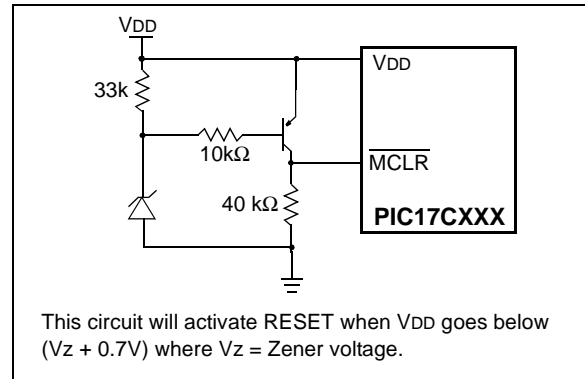 VDD
33k
VDD
10kΩ
MCLR
40 kΩ
PIC17CXXX
This circuit will activate RESET when VDD goes below
(Vz + 0.7V) where Vz = Zener voltage.